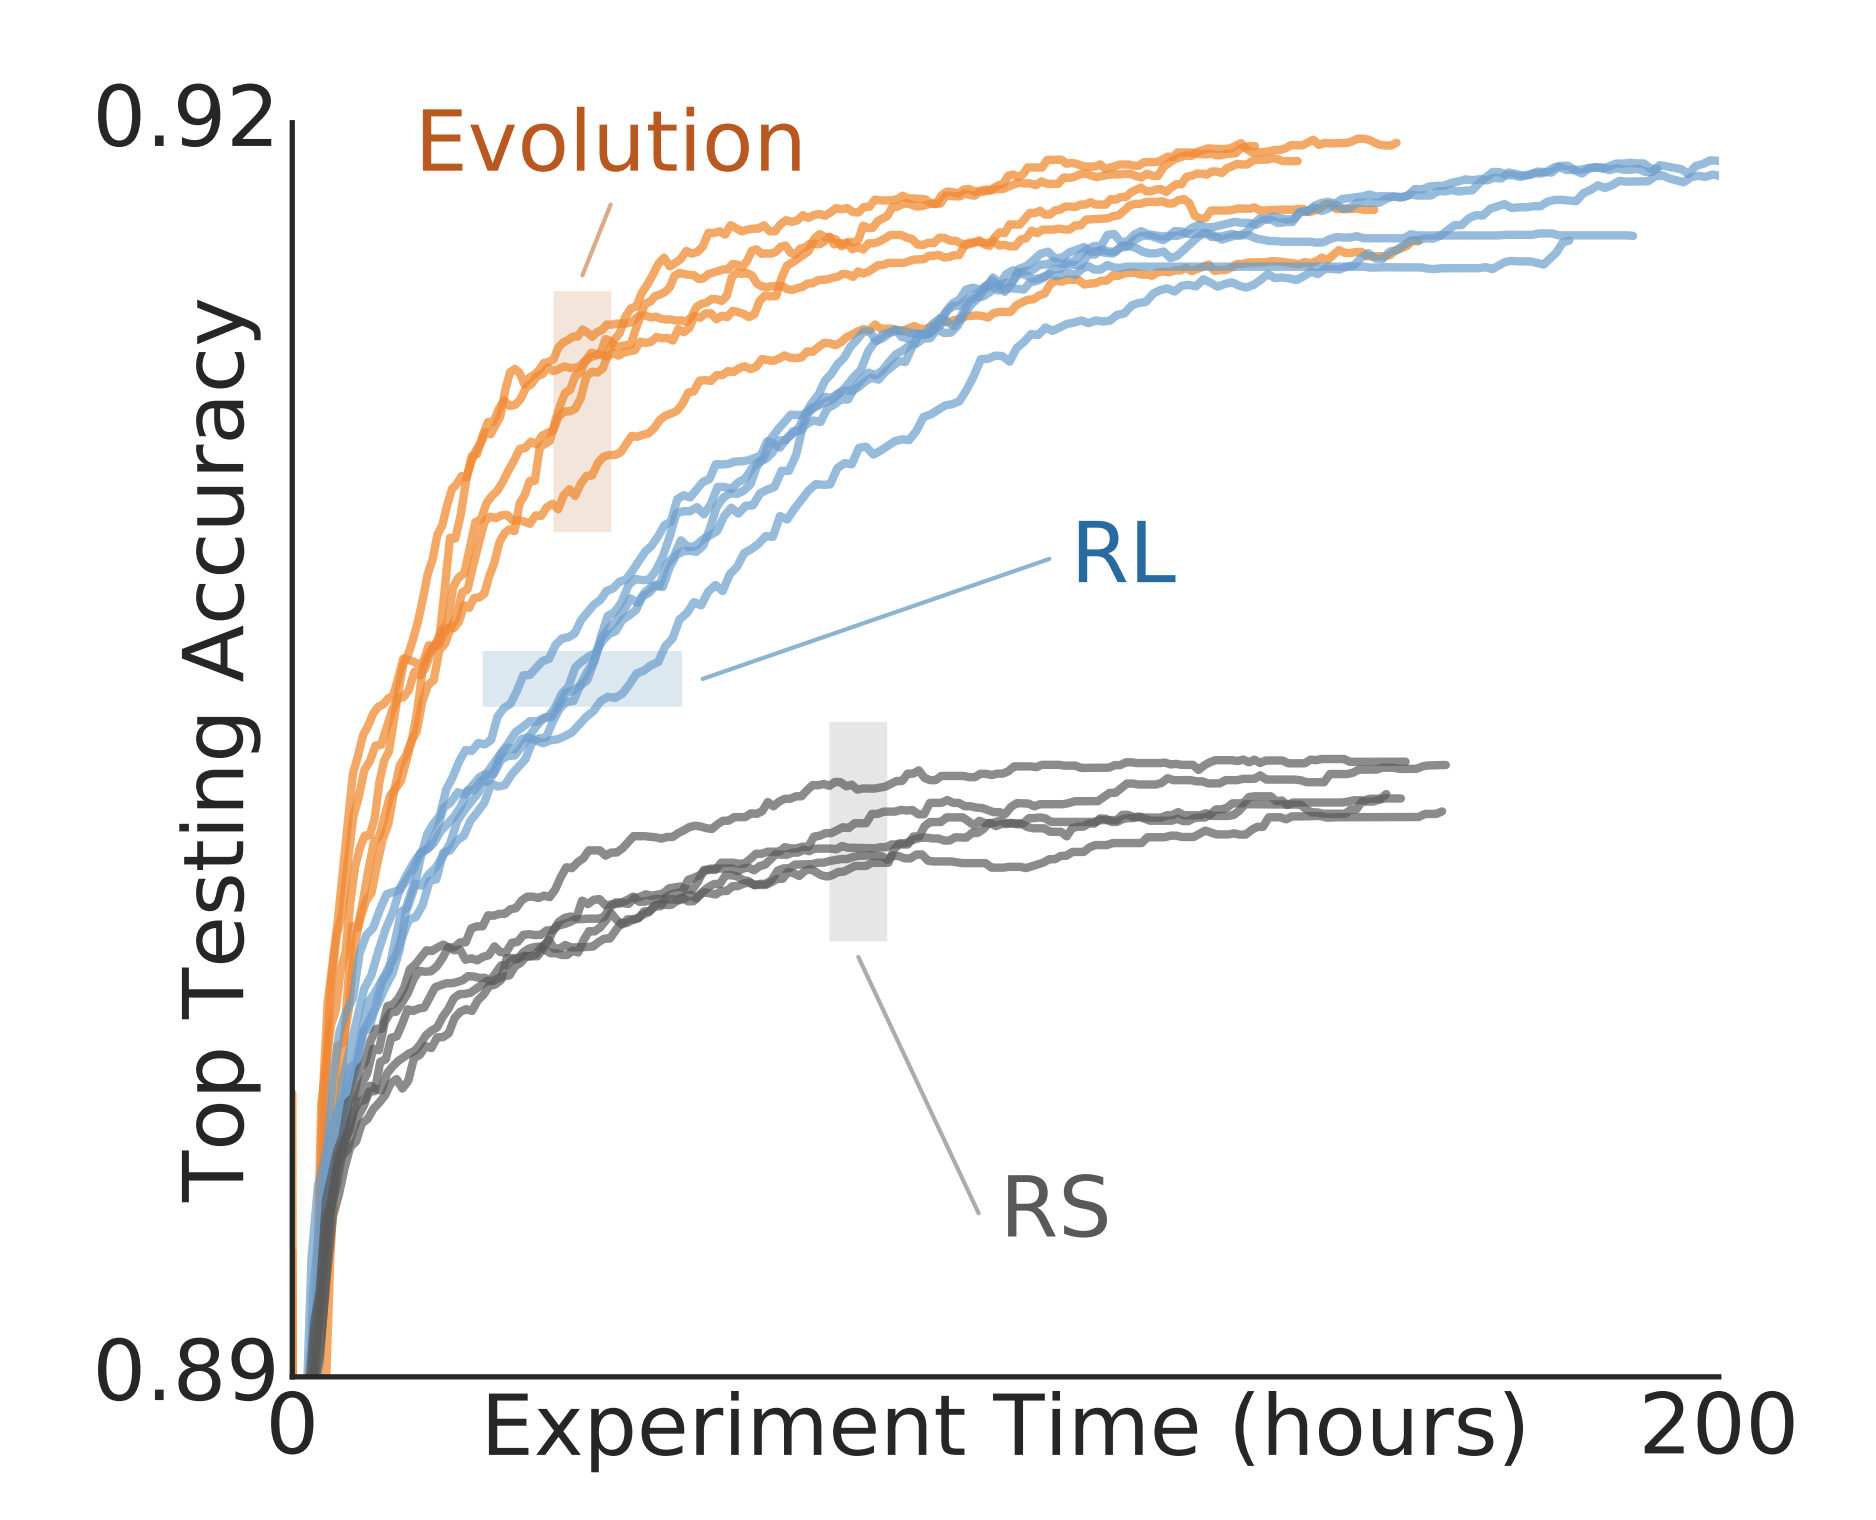 0.92
Evolution
RL
Top Testing Accuracy
RS
0.89
0
Experiment Time (hours)
200